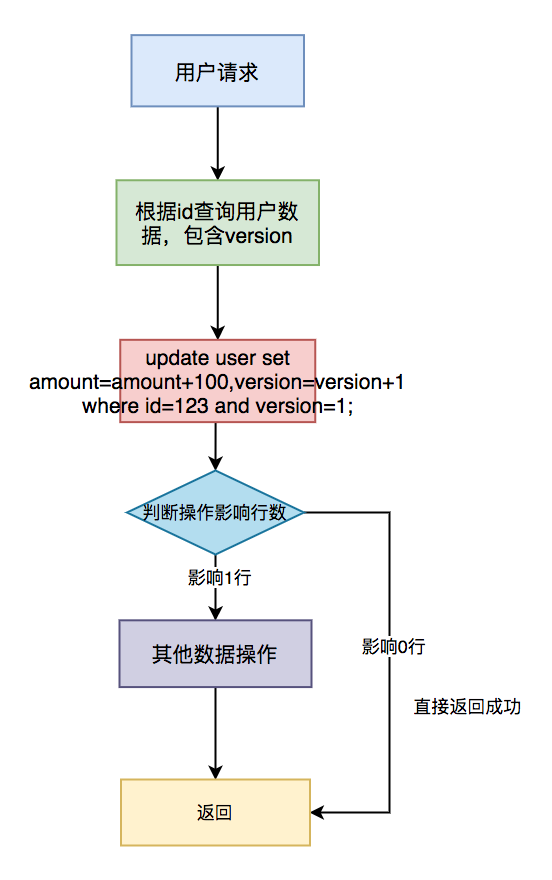 用户请求
根据id查询用户数
据，包含version
update user set
amount=amount+100,version=version+1
where id=123 and version=1;
判断操作影响行数
影响1行
其他数据操作
影响0行
直接返回成功
返回